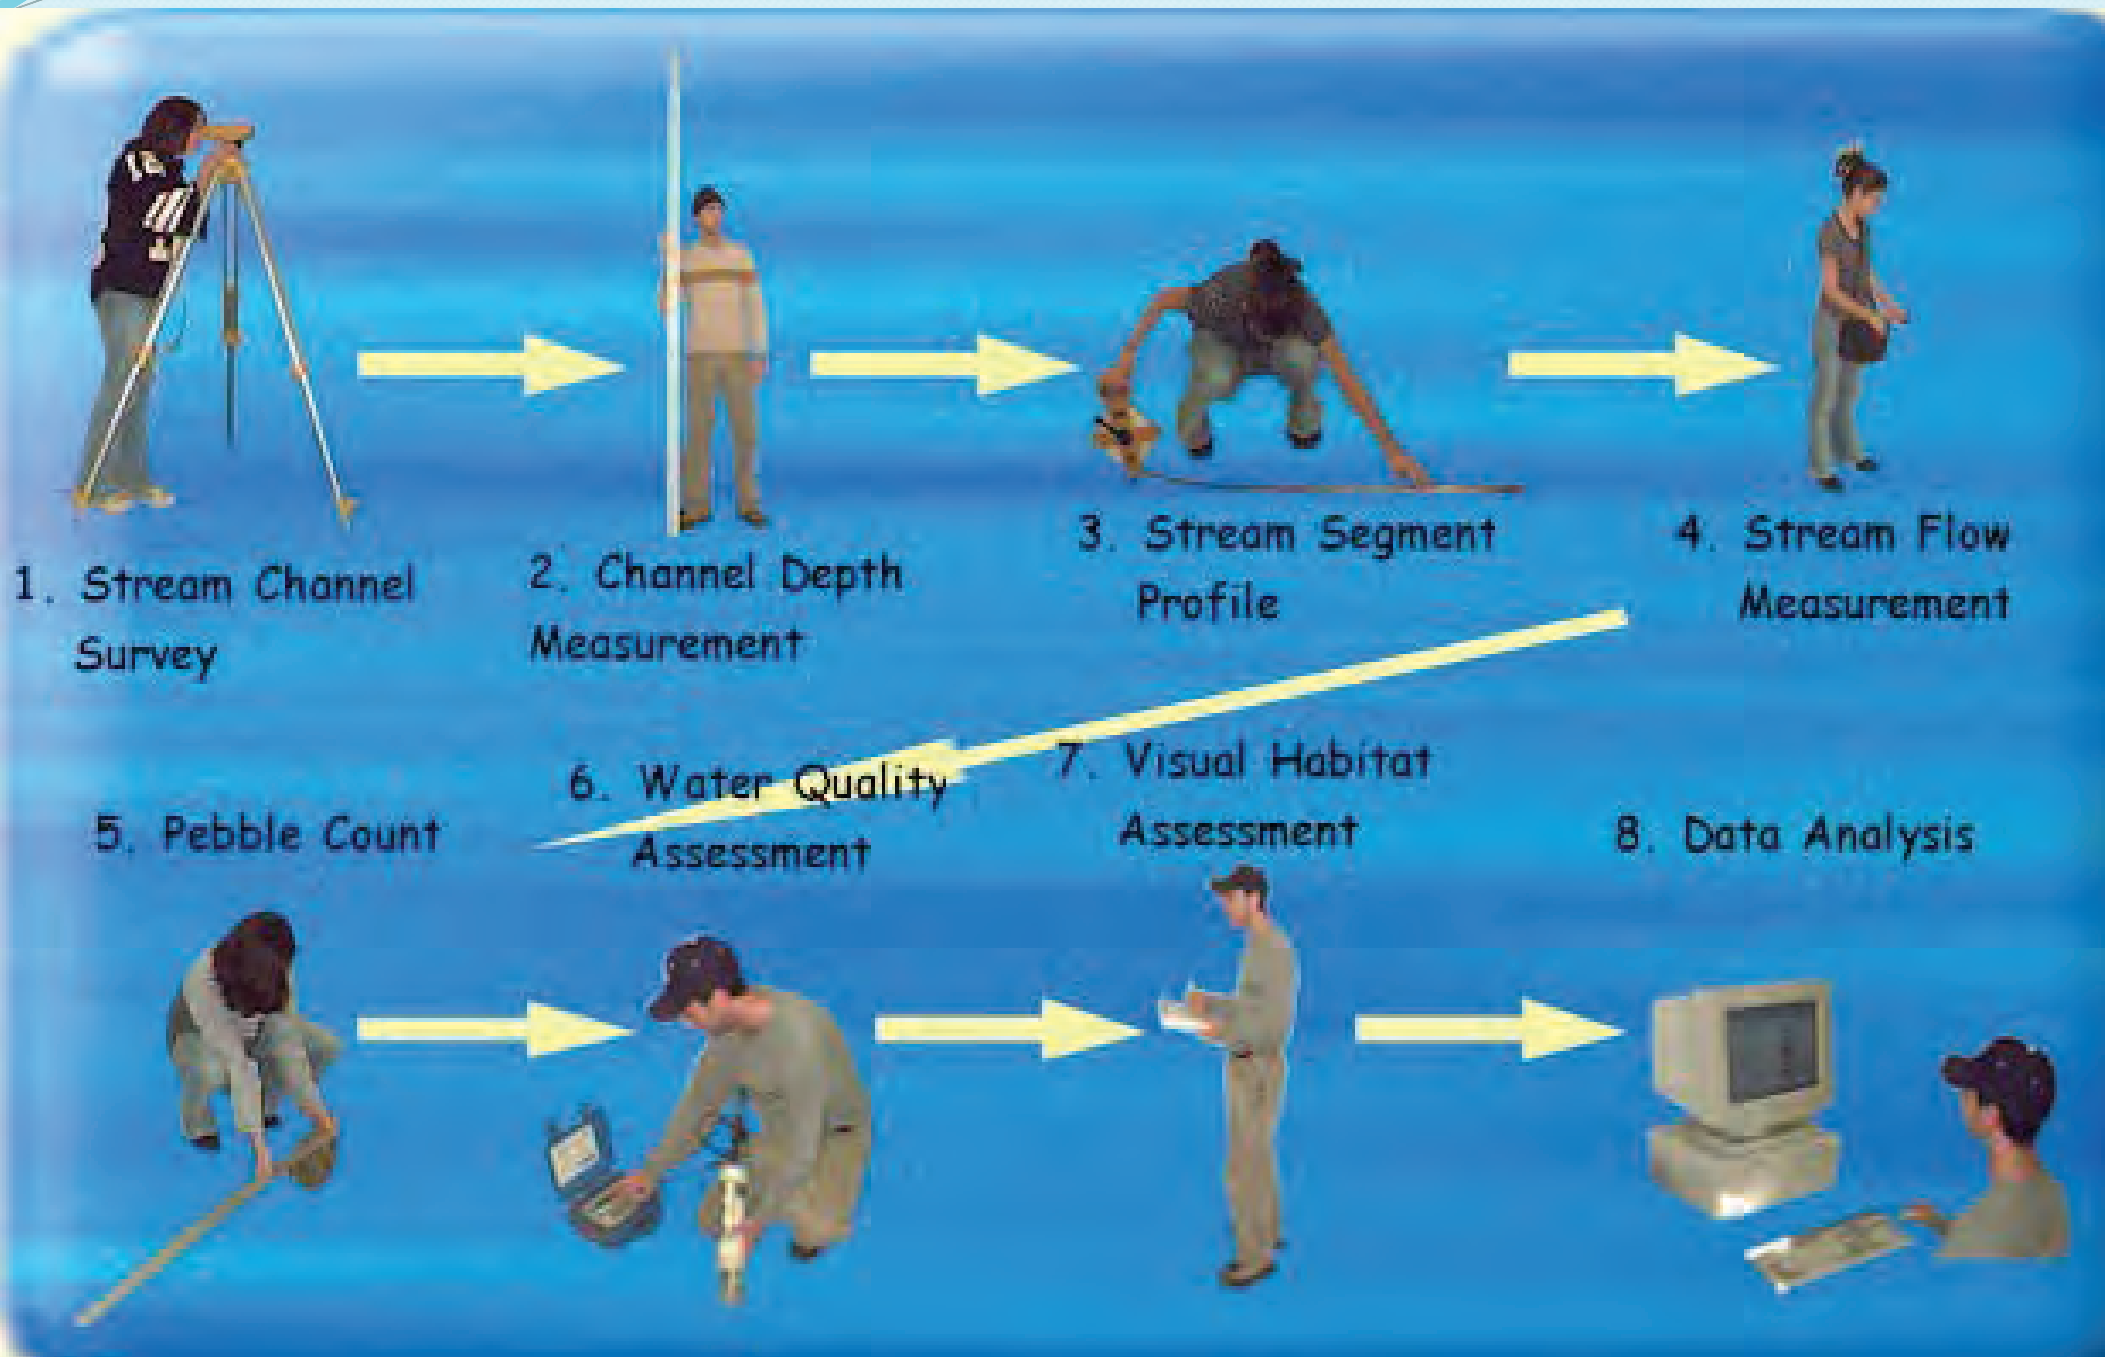 1. Stream Channel
Survey
2. Channel Depth
Measurement
3. Stream Segment
Profile
4. Stream Flow
Measurement
5. Pebble Count
6. Water Quality
Assessment
7. Visual Habitat
Assessment
8. Data Analysis